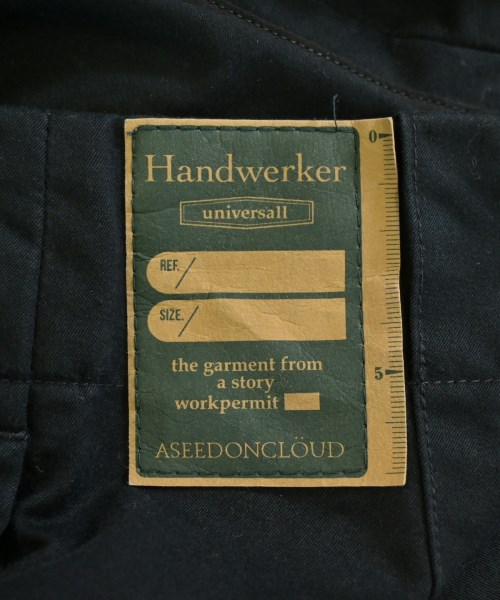 Handwerker
universall
REF.
SIZE.
the garment from
a story
workpermit
ASEEDONCLÖUD
0
5